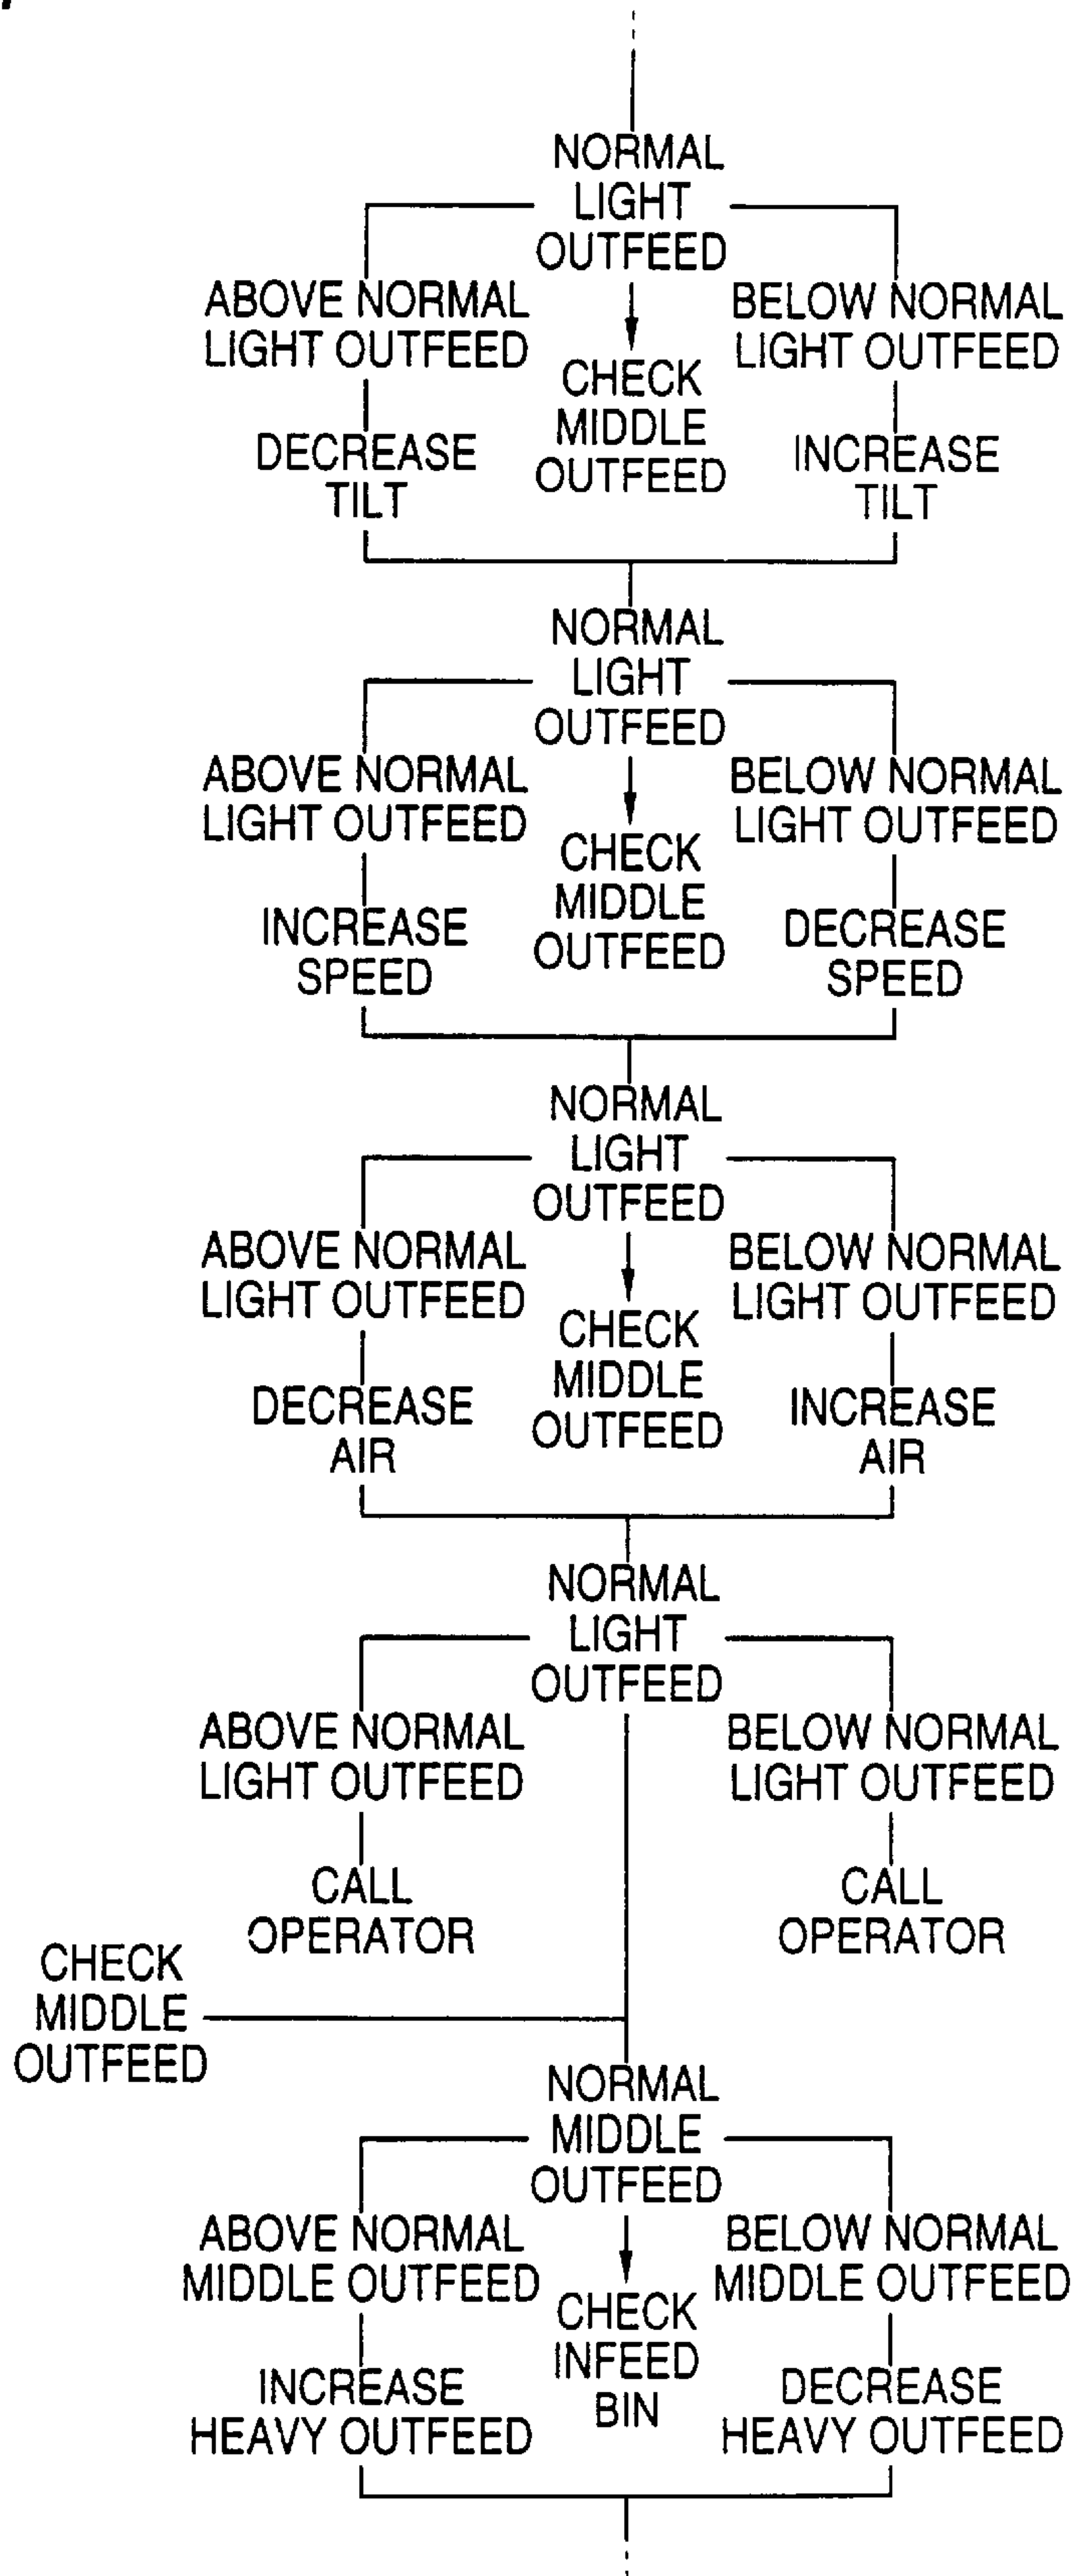 NORMAL
LIGHT
OUTFEED
ABOVE NORMAL
LIGHT OUTFEED
BELOW NORMAL
LIGHT OUTFEED
CHECK
MIDDLE
OUTFEED
DECREASE
TILT
INCREASE
TILT
NORMAL
LIGHT
OUTFEED
ABOVE NORMAL
LIGHT OUTFEED
BELOW NORMAL
LIGHT OUTFEED
CHECK
MIDDLE
OUTFEED
INCREASE
SPEED
DECREASE
SPEED
NORMAL
LIGHT
OUTFEED
ABOVE NORMAL
LIGHT OUTFEED
BELOW NORMAL
LIGHT OUTFEED
CHECK
MIDDLE
OUTFEED
DECREASE
AIR
INCREASE
AIR
NORMAL
LIGHT
OUTFEED
ABOVE NORMAL
LIGHT OUTFEED
BELOW NORMAL
LIGHT OUTFEED
CALL
OPERATOR
CALL
OPERATOR
CHECK
MIDDLE
OUTFEED
NORMAL
MIDDLE
OUTFEED
ABOVE NORMAL
MIDDLE OUTFEED
BELOW NORMAL
MIDDLE OUTFEED
CHECK
INFEED
BIN
INCREASE
HEAVY OUTFEED
DECREASE
HEAVY OUTFEED